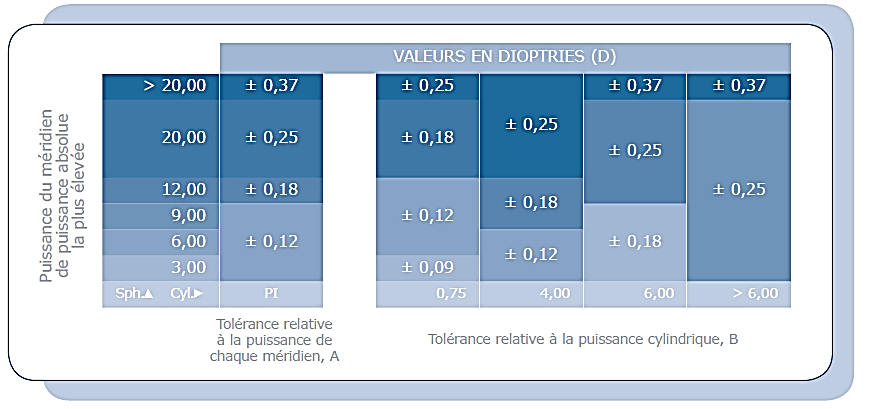 VALEURS EN DIOPTRIES (D)
Puissance du méridien
de puissance absolue
la plus élevée
> 20,00 ± 0,37 ± 0,25 ± 0,37 ± 0,37
20,00 ± 0,25 ± 0,18 ± 0,25 ± 0,25
12,00 ± 0,18 ± 0,18 ± 0,25
9,00 ± 0,12
6,00 ± 0,12 ± 0,12 ± 0,18
3,00 ± 0,09
Sph.▲ Cyl.► PI 0,75 4,00 6,00 > 6,00
Tolérance relative
à la puissance de
chaque méridien, A
Tolérance relative à la puissance cylindrique, B